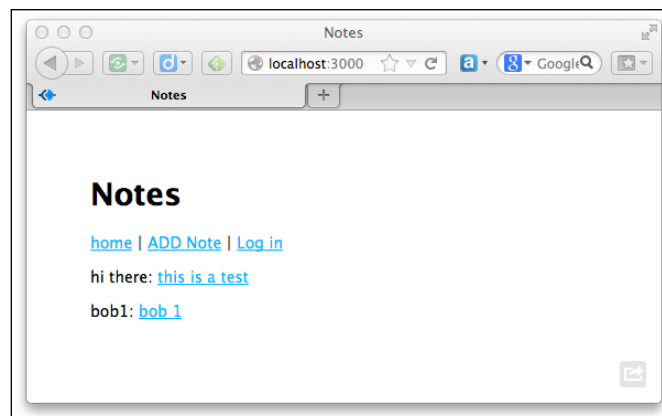 Notes
localhost:3000
a
8
Google
Notes
Notes
home | ADD Note | Log in
hi there: this is a test
bob1: bob 1